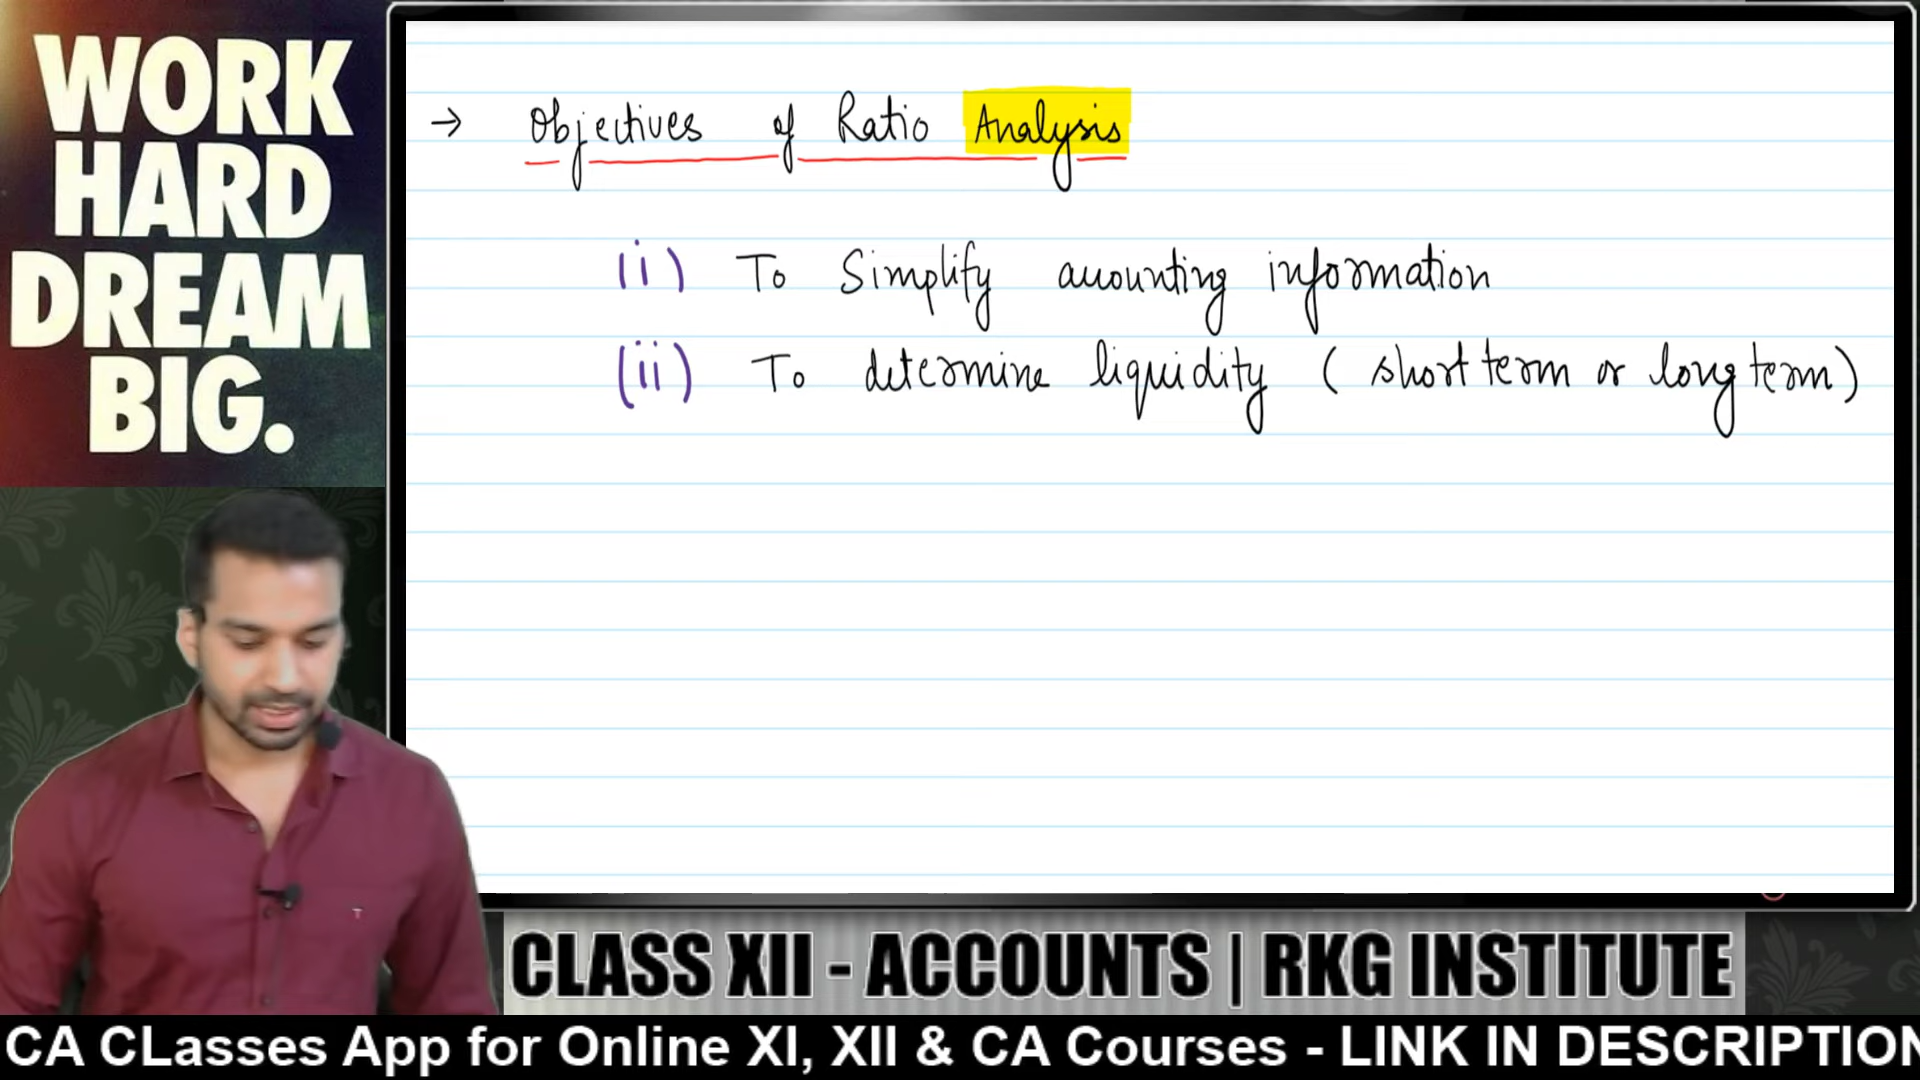 WORK
HARD
DREAM
BIG.
→ Objectives of Ratio Analysis
(i) To Simplify accounting information
(ii) To determine liquidity ( short term or long term )
CLASS XII - ACCOUNTS | RKG INSTITUTE
CA CLasses App for Online XI, XII & CA Courses - LINK IN DESCRIPTION